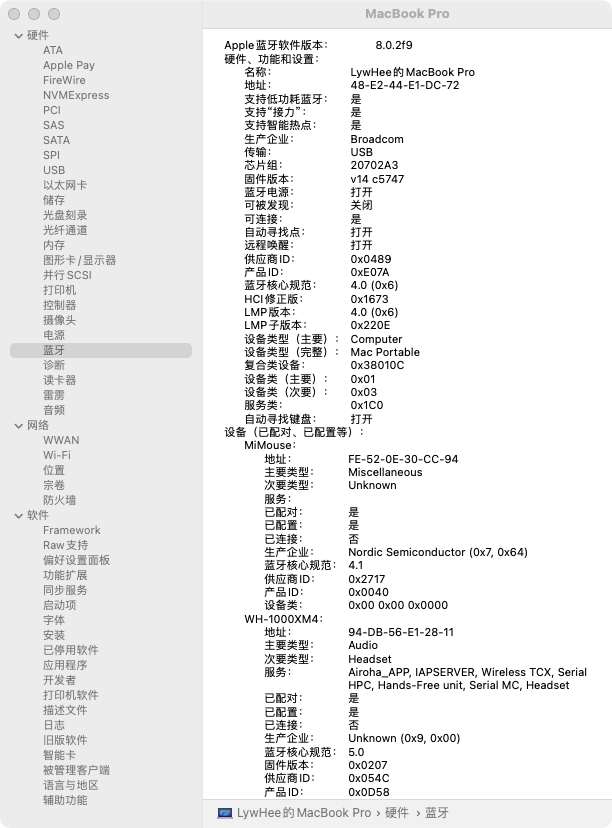 MacBook Pro
硬件
ATA
Apple Pay
FireWire
NVMExpress
PCI
SAS
SATA
SPI
USB
以太网卡
储存
光盘刻录
光纤通道
内存
图形卡/显示器
并行SCSI
打印机
控制器
摄像头
电源
蓝牙
诊断
读卡器
雷雳
音频
网络
WWAN
Wi-Fi
位置
宗卷
防火墙
软件
Framework
Raw支持
偏好设置面板
功能扩展
同步服务
启动项
字体
安装
已停用软件
应用程序
开发者
打印机软件
描述文件
日志
旧版软件
智能卡
被管理客户端
语言与地区
辅助功能
Apple蓝牙软件版本： 8.0.2f9
硬件、功能和设置：
名称： LywHee的MacBook Pro
地址： 48-E2-44-E1-DC-72
支持低功耗蓝牙： 是
支持“接力”： 是
支持智能热点： 是
生产企业： Broadcom
传输： USB
芯片组： 20702A3
固件版本： v14 c5747
蓝牙电源： 打开
可被发现： 关闭
可连接： 是
自动寻找点： 打开
远程唤醒： 打开
供应商ID： 0x0489
产品ID： 0xE07A
蓝牙核心规范： 4.0 (0x6)
HCI修正版： 0x1673
LMP版本： 4.0 (0x6)
LMP子版本： 0x220E
设备类型（主要）： Computer
设备类型（完整）： Mac Portable
复合类设备： 0x38010C
设备类（主要）： 0x01
设备类（次要）： 0x03
服务类： 0x1C0
自动寻找键盘： 打开
设备（已配对、已配置等）：
MiMouse：
地址： FE-52-0E-30-CC-94
主要类型： Miscellaneous
次要类型： Unknown
服务：
已配对： 是
已配置： 是
已连接： 否
生产企业： Nordic Semiconductor (0x7, 0x64)
蓝牙核心规范： 4.1
供应商ID： 0x2717
产品ID： 0x0040
设备类： 0x00 0x00 0x0000
WH-1000XM4：
地址： 94-DB-56-E1-28-11
主要类型： Audio
次要类型： Headset
服务： Airoha_APP, IAPSERVER, Wireless TCX, Serial
HPC, Hands-Free unit, Serial MC, Headset
已配对： 是
已配置： 是
已连接： 否
生产企业： Unknown (0x9, 0x00)
蓝牙核心规范： 5.0
固件版本： 0x0207
供应商ID： 0x054C
产品ID： 0x0D58
LywHee的MacBook Pro › 硬件 › 蓝牙